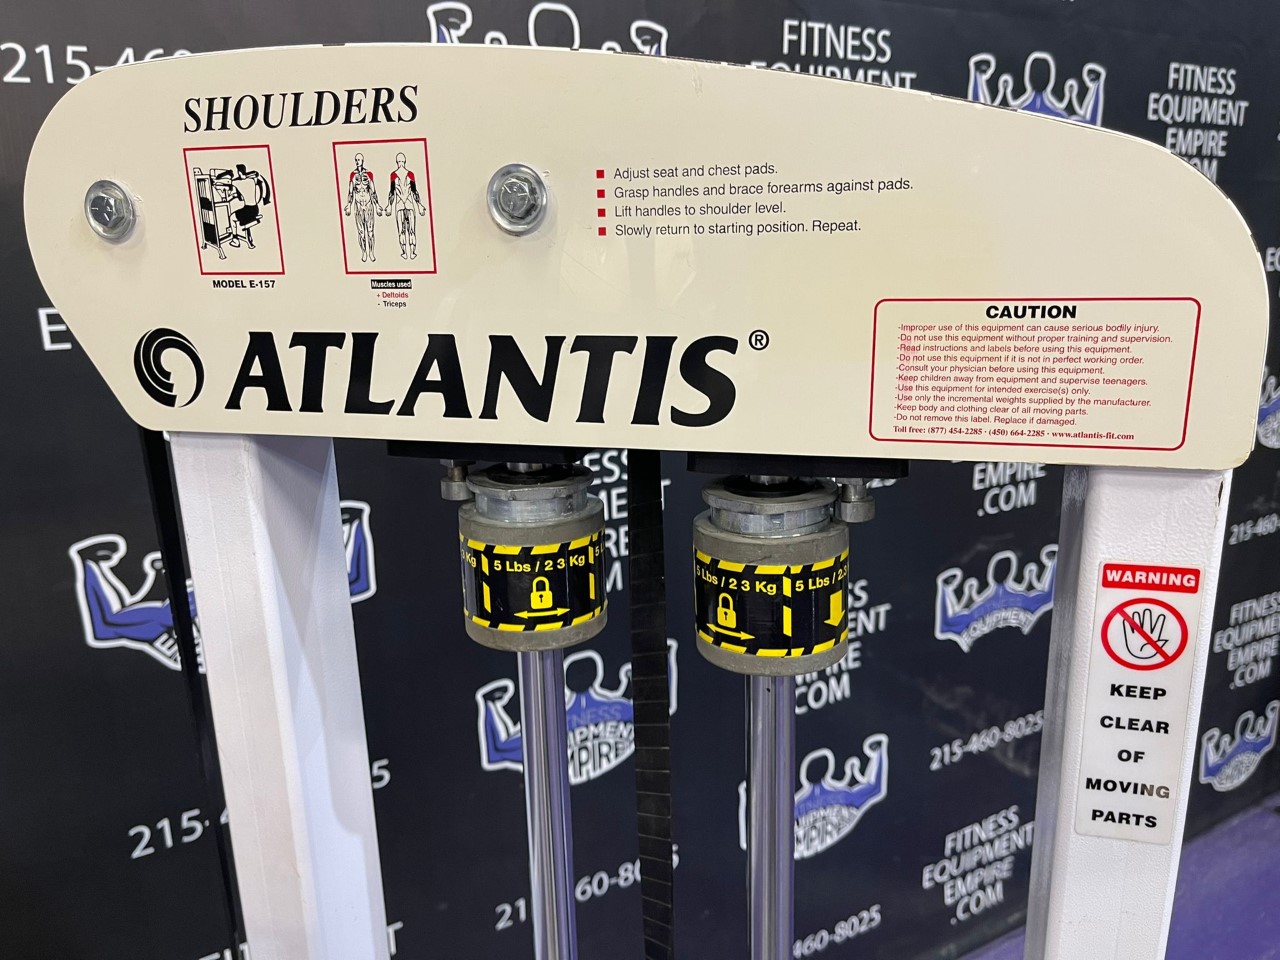 SHOULDERS
MODEL E-157
Muscles used
+ Deltoids
- Triceps
Adjust seat and chest pads.
Grasp handles and brace forearms against pads.
Lift handles to shoulder level.
Slowly return to starting position. Repeat.
ATLANTIS®
CAUTION
-Improper use of this equipment can cause serious bodily injury.
-Do not use this equipment without proper training and supervision.
-Read instructions and labels before using this equipment.
-Do not use this equipment if it is not in perfect working order.
-Consult your physician before using this equipment.
-Keep children away from equipment and supervise teenagers.
-Use this equipment for intended exercise(s) only.
-Use only the incremental weights supplied by the manufacturer.
-Keep body and clothing clear of all moving parts.
-Do not remove this label. Replace if damaged.
Toll free: (877) 454-2285 · (450) 664-2285 · www.atlantis-fit.com
5 Lbs / 2 3 Kg
5 Lbs / 2 3 Kg
5 Lbs / 2.3
WARNING
KEEP
CLEAR
OF
MOVING
PARTS
FITNESS
EQUIPMENT
FITNESS
EQUIPMENT
EMPIRE
.COM
EMPIRE
.COM
215-460-8025
FITNESS
EQUIPMENT
EMPIRE
.COM